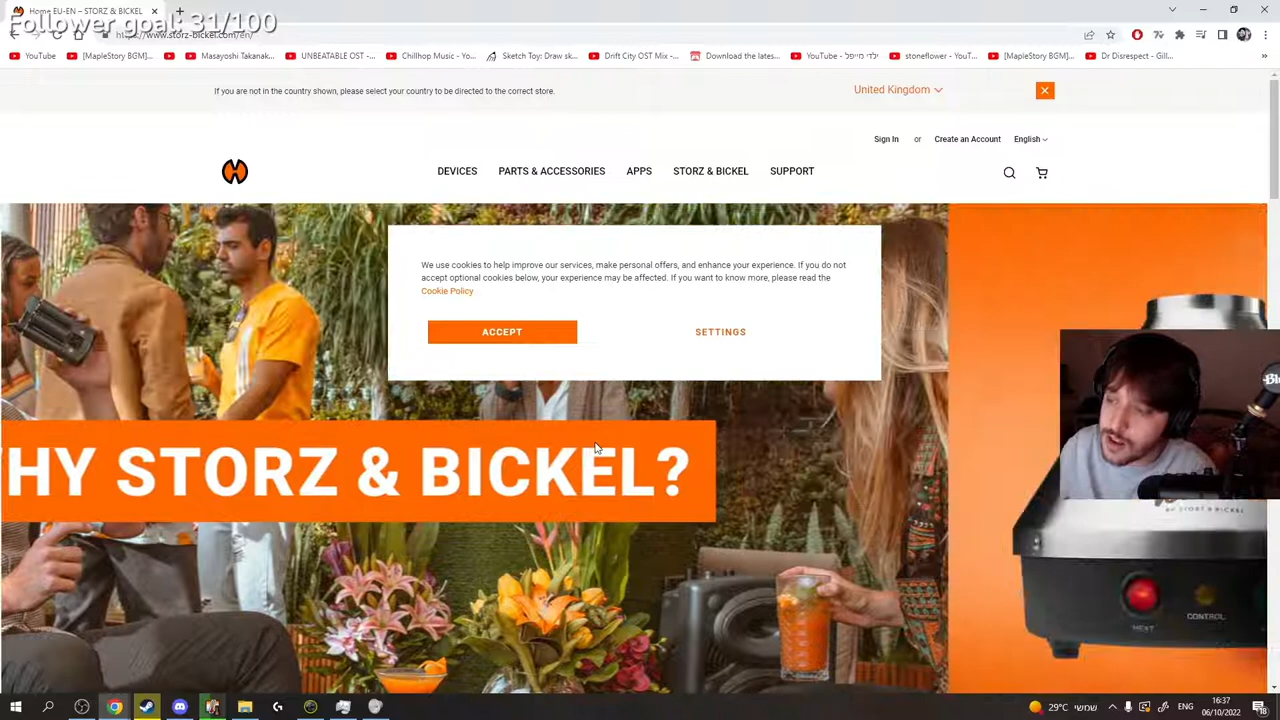 Home EU-EN – STORZ & BICKEL
Follower goal: 31/100
https://www.storz-bickel.com/en/
YouTube
[MapleStory BGM]...
Masayoshi Takanak...
UNBEATABLE OST -...
Chillhop Music - Yo...
Sketch Toy: Draw sk...
Drift City OST Mix -...
Download the lates...
YouTube - ילדי מייפל
stoneflower - YouT...
[MapleStory BGM]...
Dr Disrespect - Gill...
If you are not in the country shown, please select your country to be directed to the correct store.
United Kingdom
Sign In or Create an Account English
DEVICES PARTS & ACCESSORIES APPS STORZ & BICKEL SUPPORT
We use cookies to help improve our services, make personal offers, and enhance your experience. If you do not
accept optional cookies below, your experience may be affected. If you want to know more, please read the
Cookie Policy
ACCEPT SETTINGS
HY STORZ & BICKEL?
BY STORZ & BICKEL
HEAT
CONTROL
29°C שמשי
ENG
16:37
06/10/2022
18